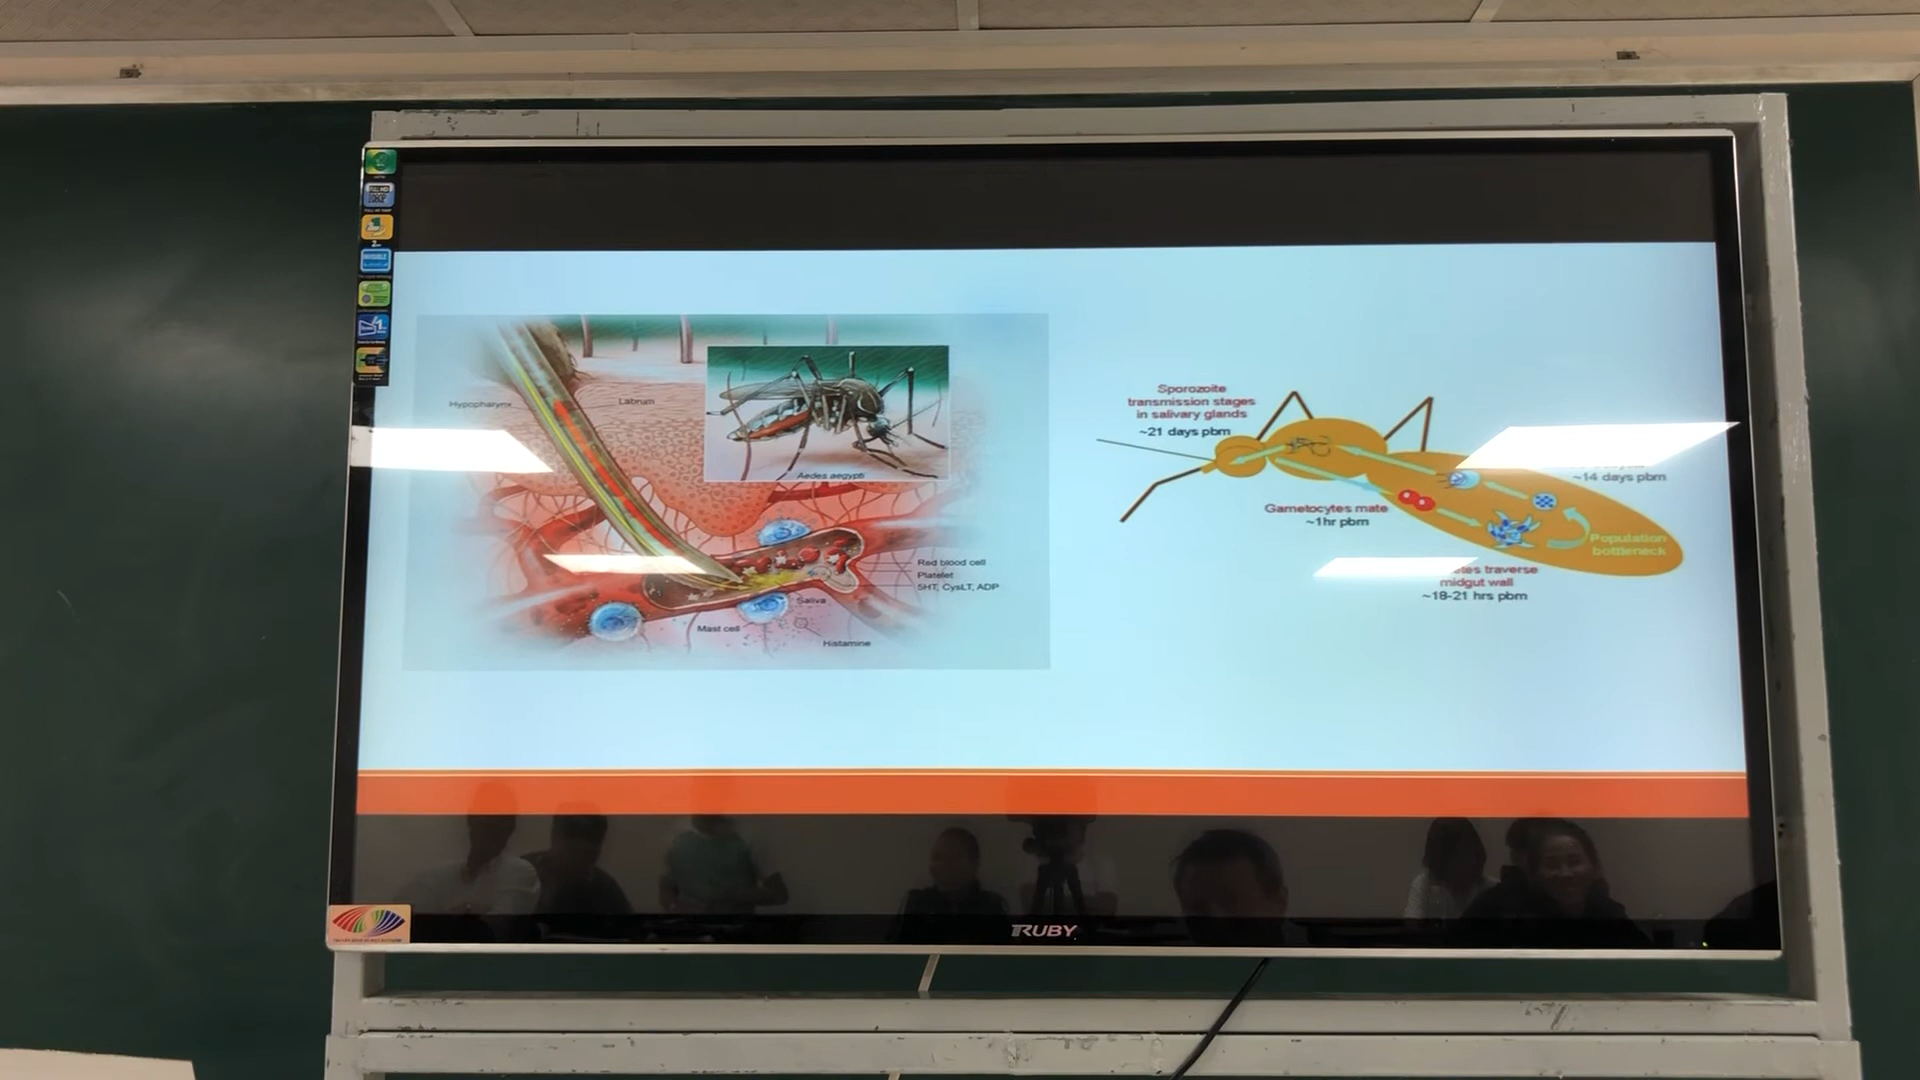 FULL HD
Hypopharynx
Labrum
Aedes aegypti
Red blood cell
Platelet
5HT, CysLT, ADP
Saliva
Mast cell
Histamine
Sporozoite
transmission stages
in salivary glands
~21 days pbm
~14 days pbm
Gametocytes mate
~1hr pbm
Population
bottleneck
traverse
midgut wall
~18-21 hrs pbm
RUBY